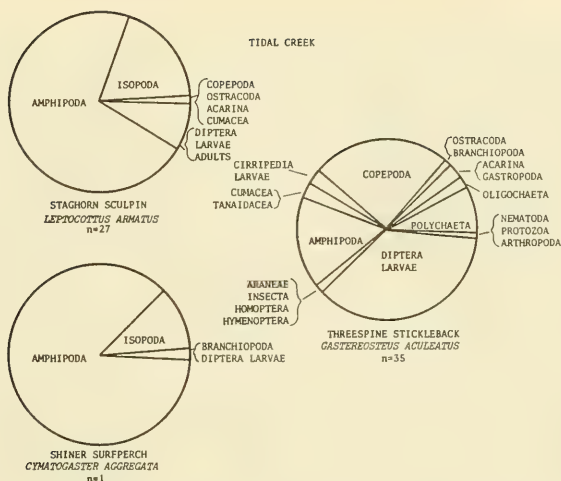 TIDAL CREEK
AMPHIPODA
ISOPODA
COPEPODA
OSTRACODA
ACARINA
CUMACEA
DIPTERA
LARVAE
ADULTS
STAGHORN SCULPIN
LEPTOCOTTUS ARMATUS
n=27
AMPHIPODA
ISOPODA
BRANCHIOPODA
DIPTERA LARVAE
SHINER SURFPERCH
CYMATOGASTER AGGREGATA
n=1
COPEPODA
OSTRACODA
BRANCHIOPODA
ACARINA
GASTROPODA
OLIGOCHAETA
POLYCHAETA
NEMATODA
PROTOZOA
ARTHROPODA
DIPTERA
LARVAE
CIRRIPEDIA
LARVAE
CUMACEA
TANAIDACEA
AMPHIPODA
ARANEAE
INSECTA
HOMOPTERA
HYMENOPTERA
THREESPINE STICKLEBACK
GASTEREOSTEUS ACULEATUS
n=35